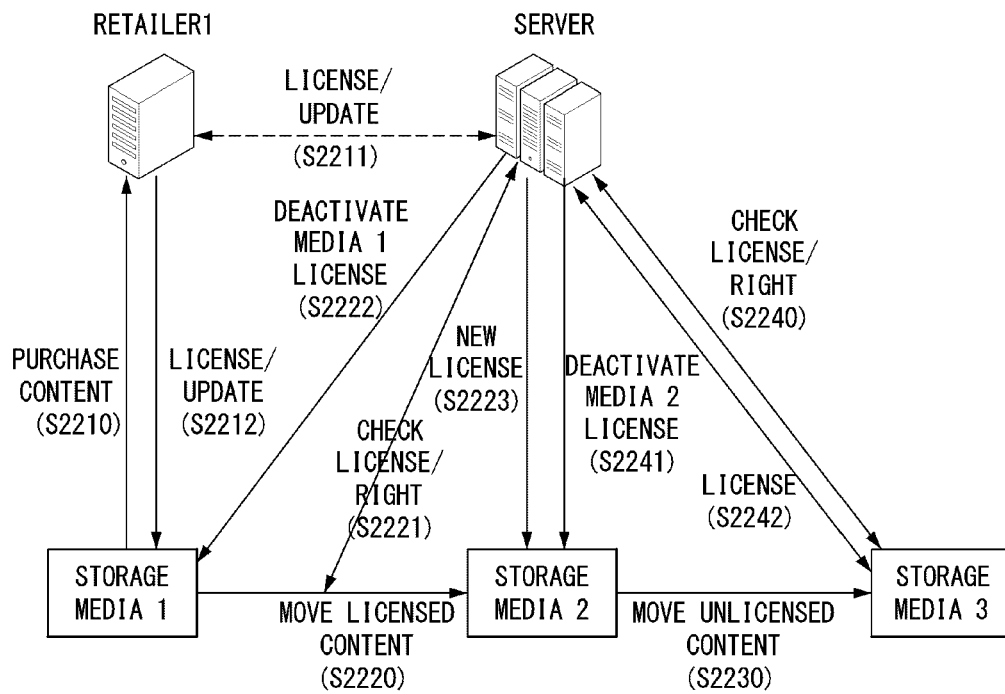 RETAILER1
SERVER
LICENSE/
UPDATE
(S2211)
DEACTIVATE
MEDIA 1
LICENSE
(S2222)
CHECK
LICENSE/
RIGHT
(S2240)
PURCHASE
CONTENT
(S2210)
LICENSE/
UPDATE
(S2212)
NEW
LICENSE
(S2223)
DEACTIVATE
MEDIA 2
LICENSE
(S2241)
CHECK
LICENSE/
RIGHT
(S2221)
LICENSE
(S2242)
STORAGE
MEDIA 1
STORAGE
MEDIA 2
STORAGE
MEDIA 3
MOVE LICENSED
CONTENT
(S2220)
MOVE UNLICENSED
CONTENT
(S2230)